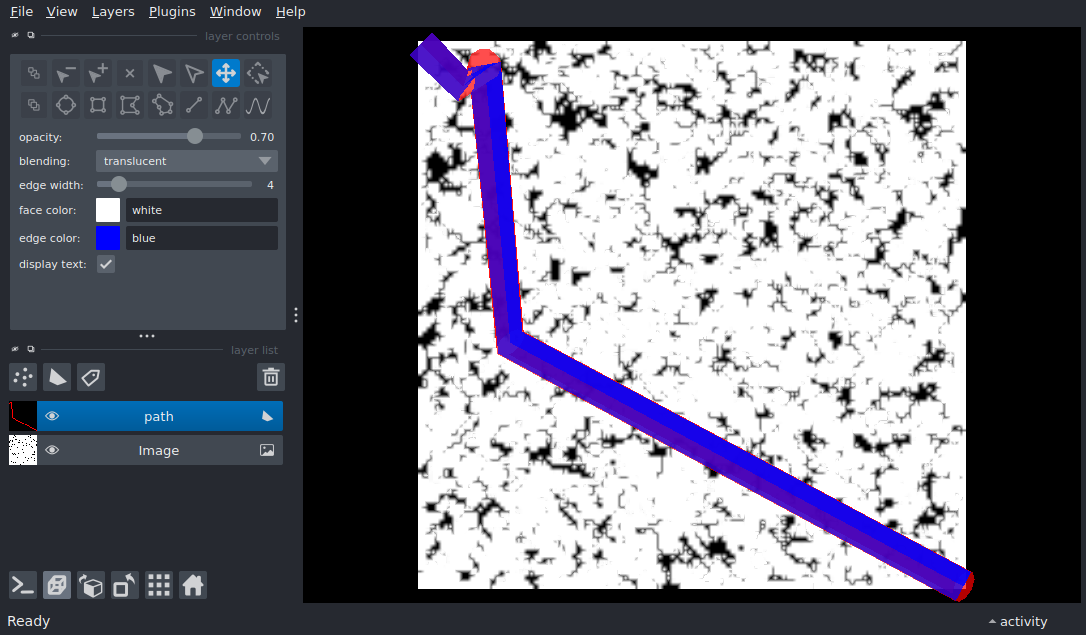 File View Layers Plugins Window Help
layer controls
opacity: 0.70
blending: translucent
edge width: 4
face color: white
edge color: blue
display text:
layer list
path
Image
Ready
activity